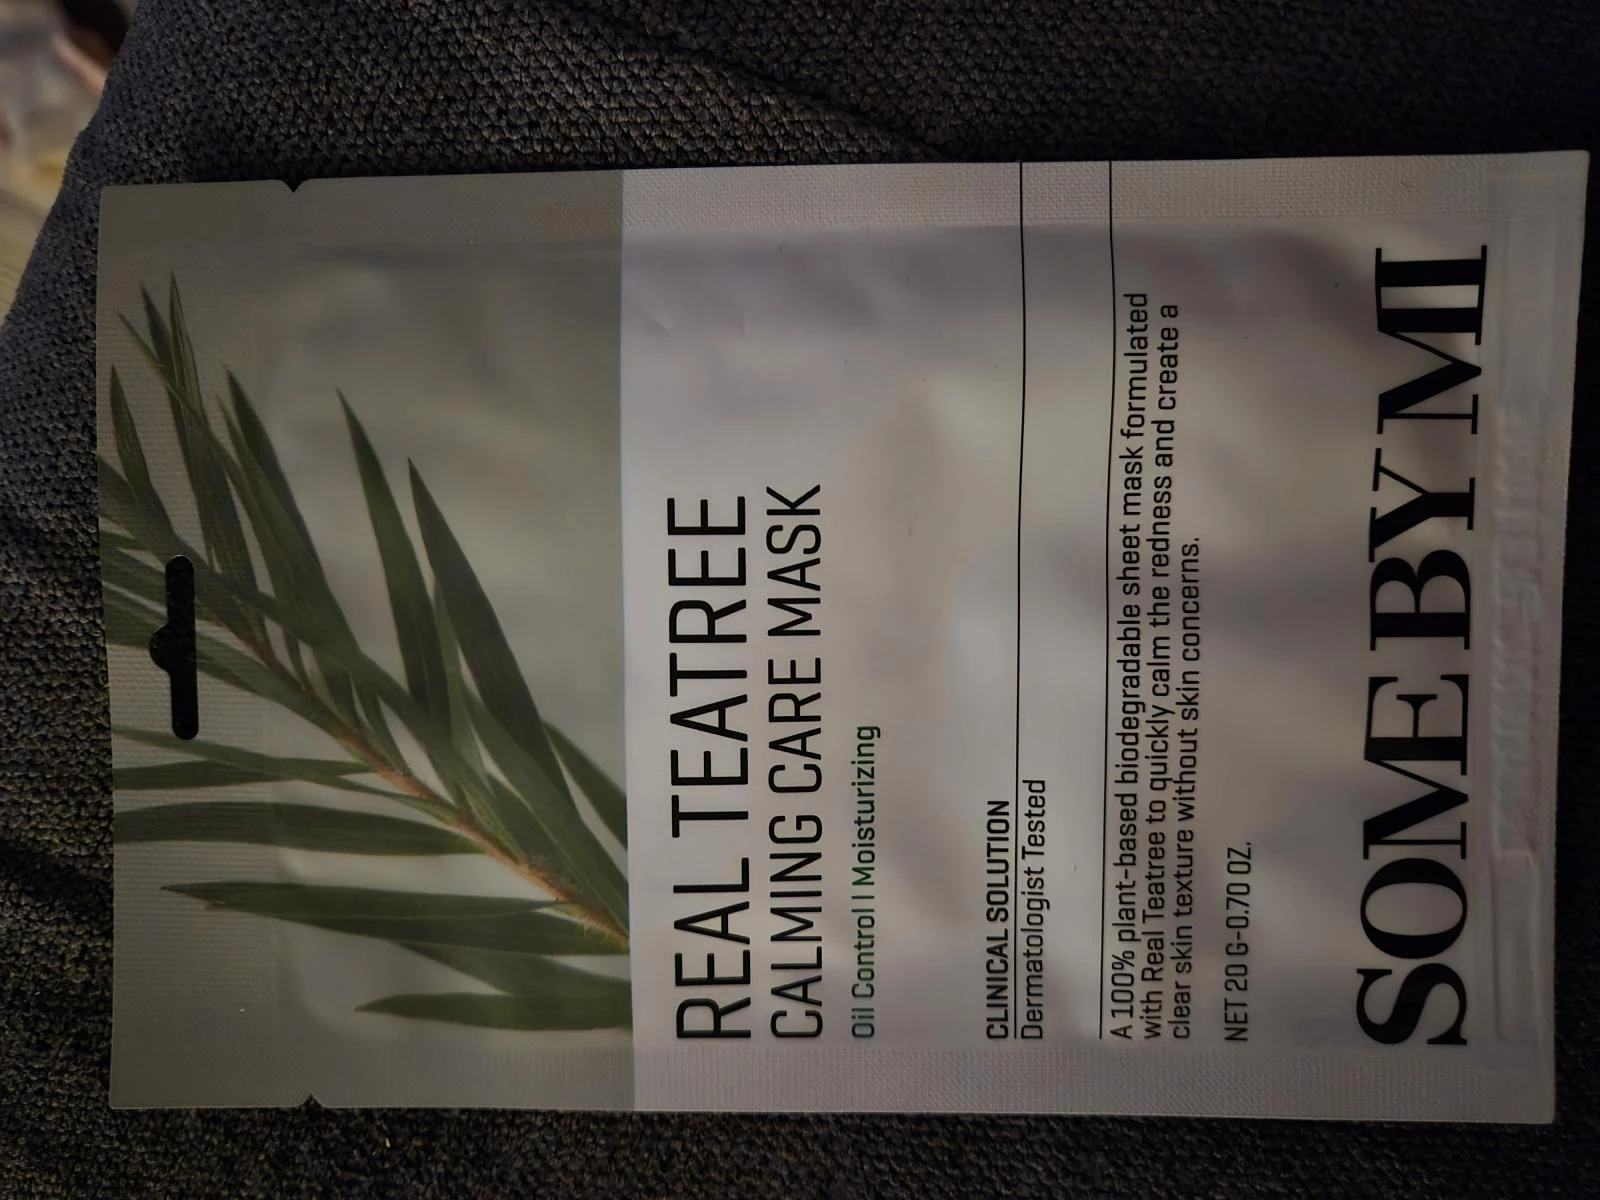 REAL TEATREE
CALMING CARE MASK
Oil Control | Moisturizing
CLINICAL SOLUTION
Dermatologist Tested
A 100% plant-based biodegradable sheet mask formulated
with Real Teatree to quickly calm the redness and create a
clear skin texture without skin concerns.
NET 20 G-0.70 OZ.
SOME BY MI